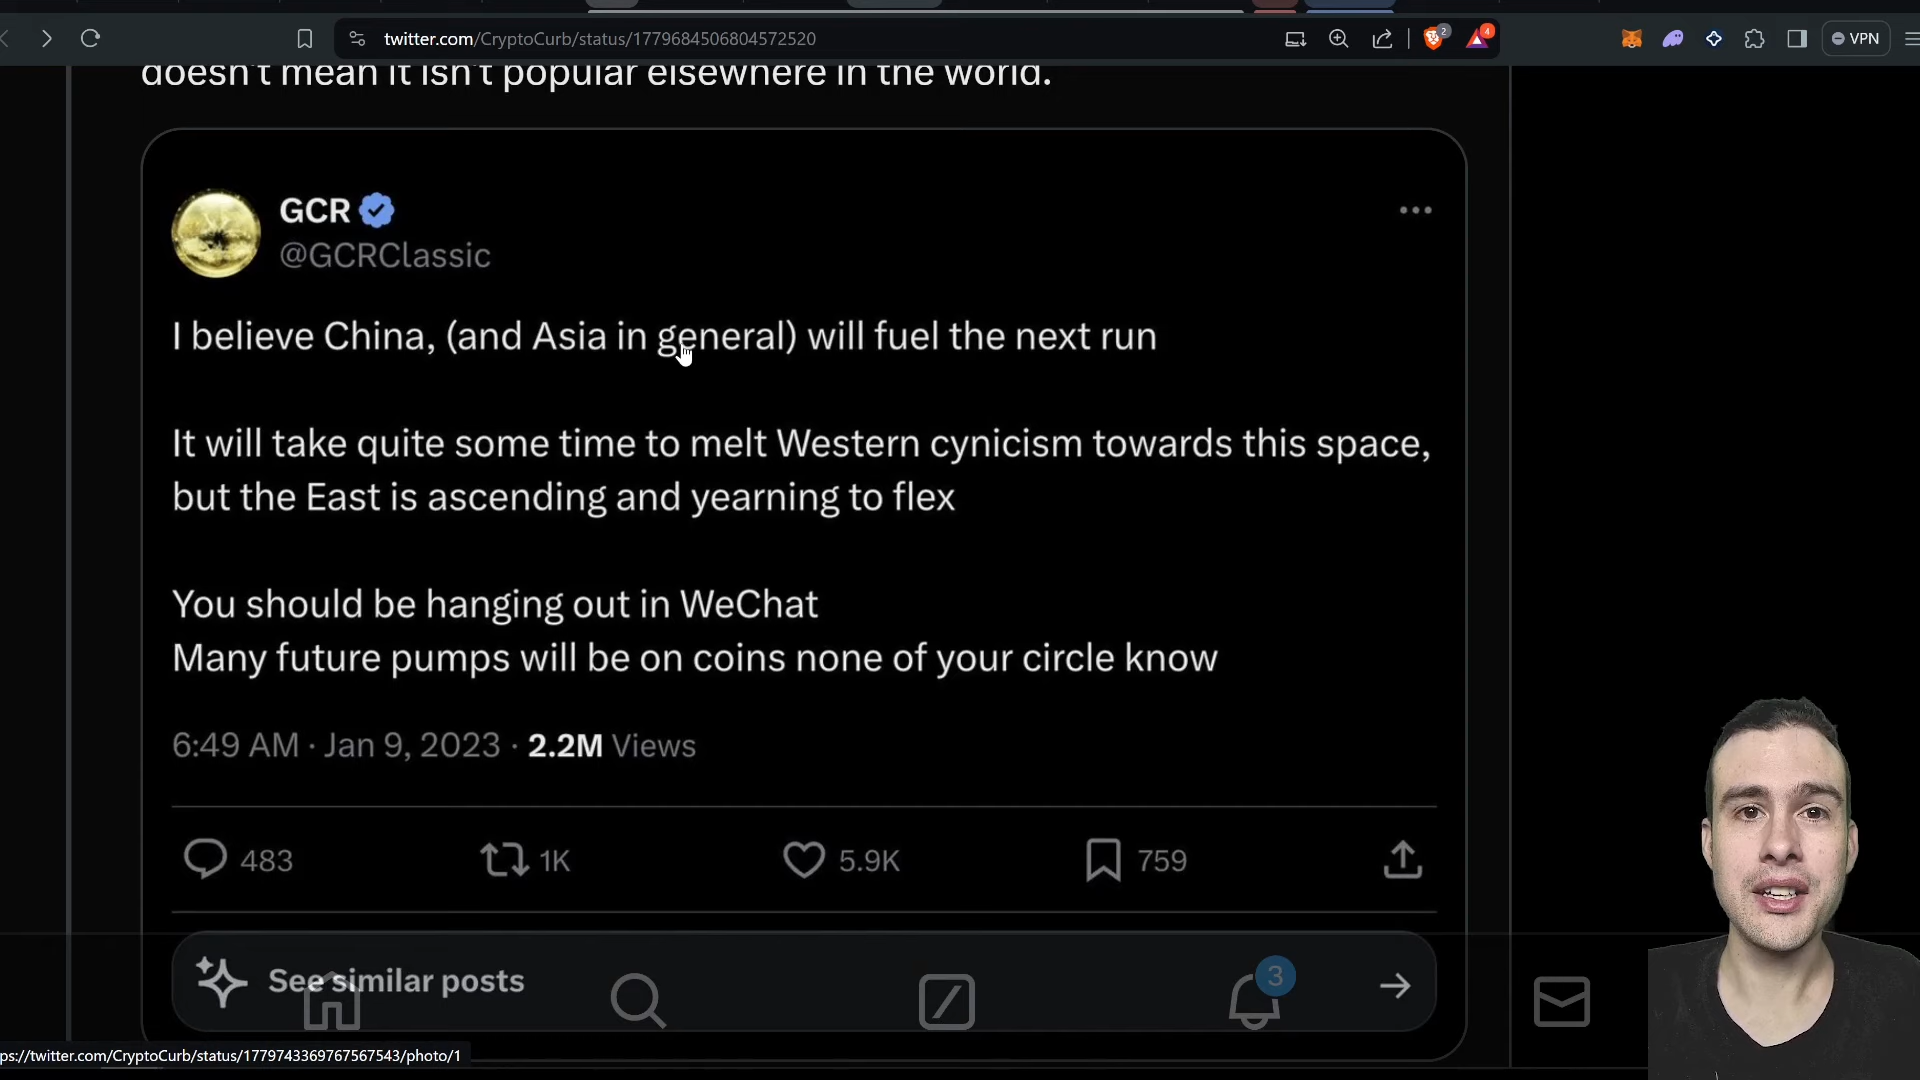 twitter.com/CryptoCurb/status/1779684506804572520
2
4
VPN
doesn't mean it isn't popular elsewhere in the world.
GCR
@GCRClassic
I believe China, (and Asia in general) will fuel the next run
It will take quite some time to melt Western cynicism towards this space,
but the East is ascending and yearning to flex
You should be hanging out in WeChat
Many future pumps will be on coins none of your circle know
6:49 AM · Jan 9, 2023 · 2.2M Views
483
1K
5.9K
759
See similar posts
3
ps://twitter.com/CryptoCurb/status/1779743369767567543/photo/1